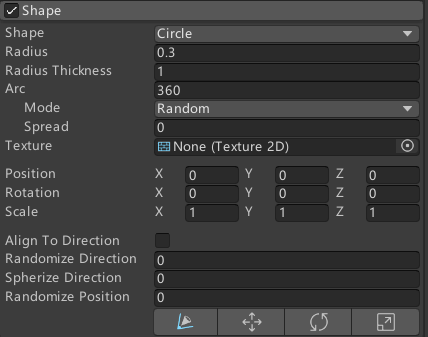 Shape
Shape Circle
Radius 0.3
Radius Thickness 1
Arc 360
Mode Random
Spread 0
Texture None (Texture 2D)
Position X 0 Y 0 Z 0
Rotation X 0 Y 0 Z 0
Scale X 1 Y 1 Z 1
Align To Direction
Randomize Direction 0
Spherize Direction 0
Randomize Position 0